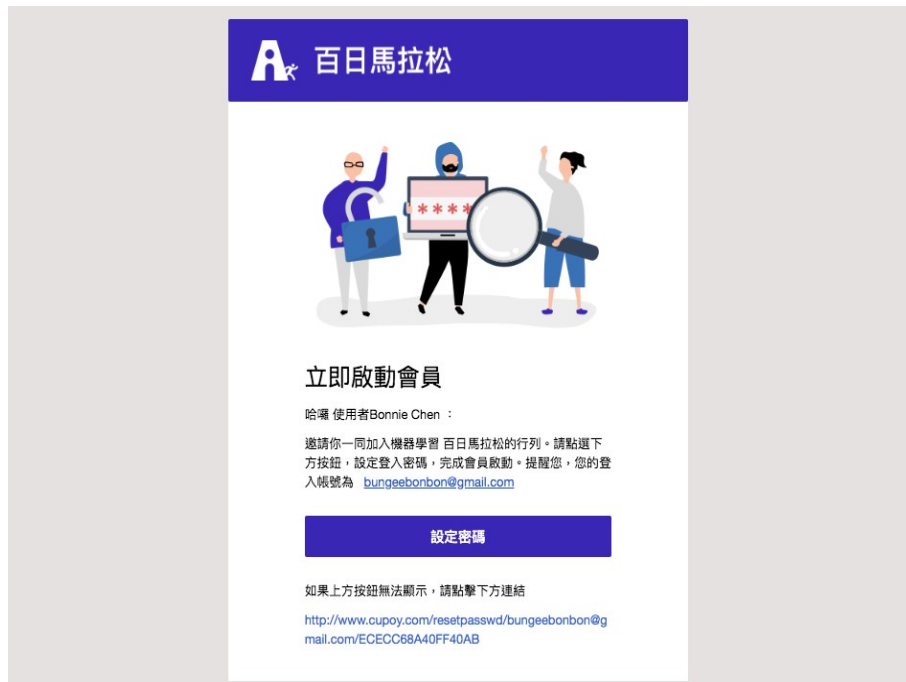 百日馬拉松
****
立即啟動會員
哈囉 使用者Bonnie Chen ：
邀請你一同加入機器學習 百日馬拉松的行列。請點選下
方按鈕，設定登入密碼，完成會員啟動。提醒您，您的登
入帳號為 bungeebonbon@gmail.com
設定密碼
如果上方按鈕無法顯示，請點擊下方連結
http://www.cupoy.com/resetpasswd/bungeebonbon@g
mail.com/ECECC68A40FF40AB